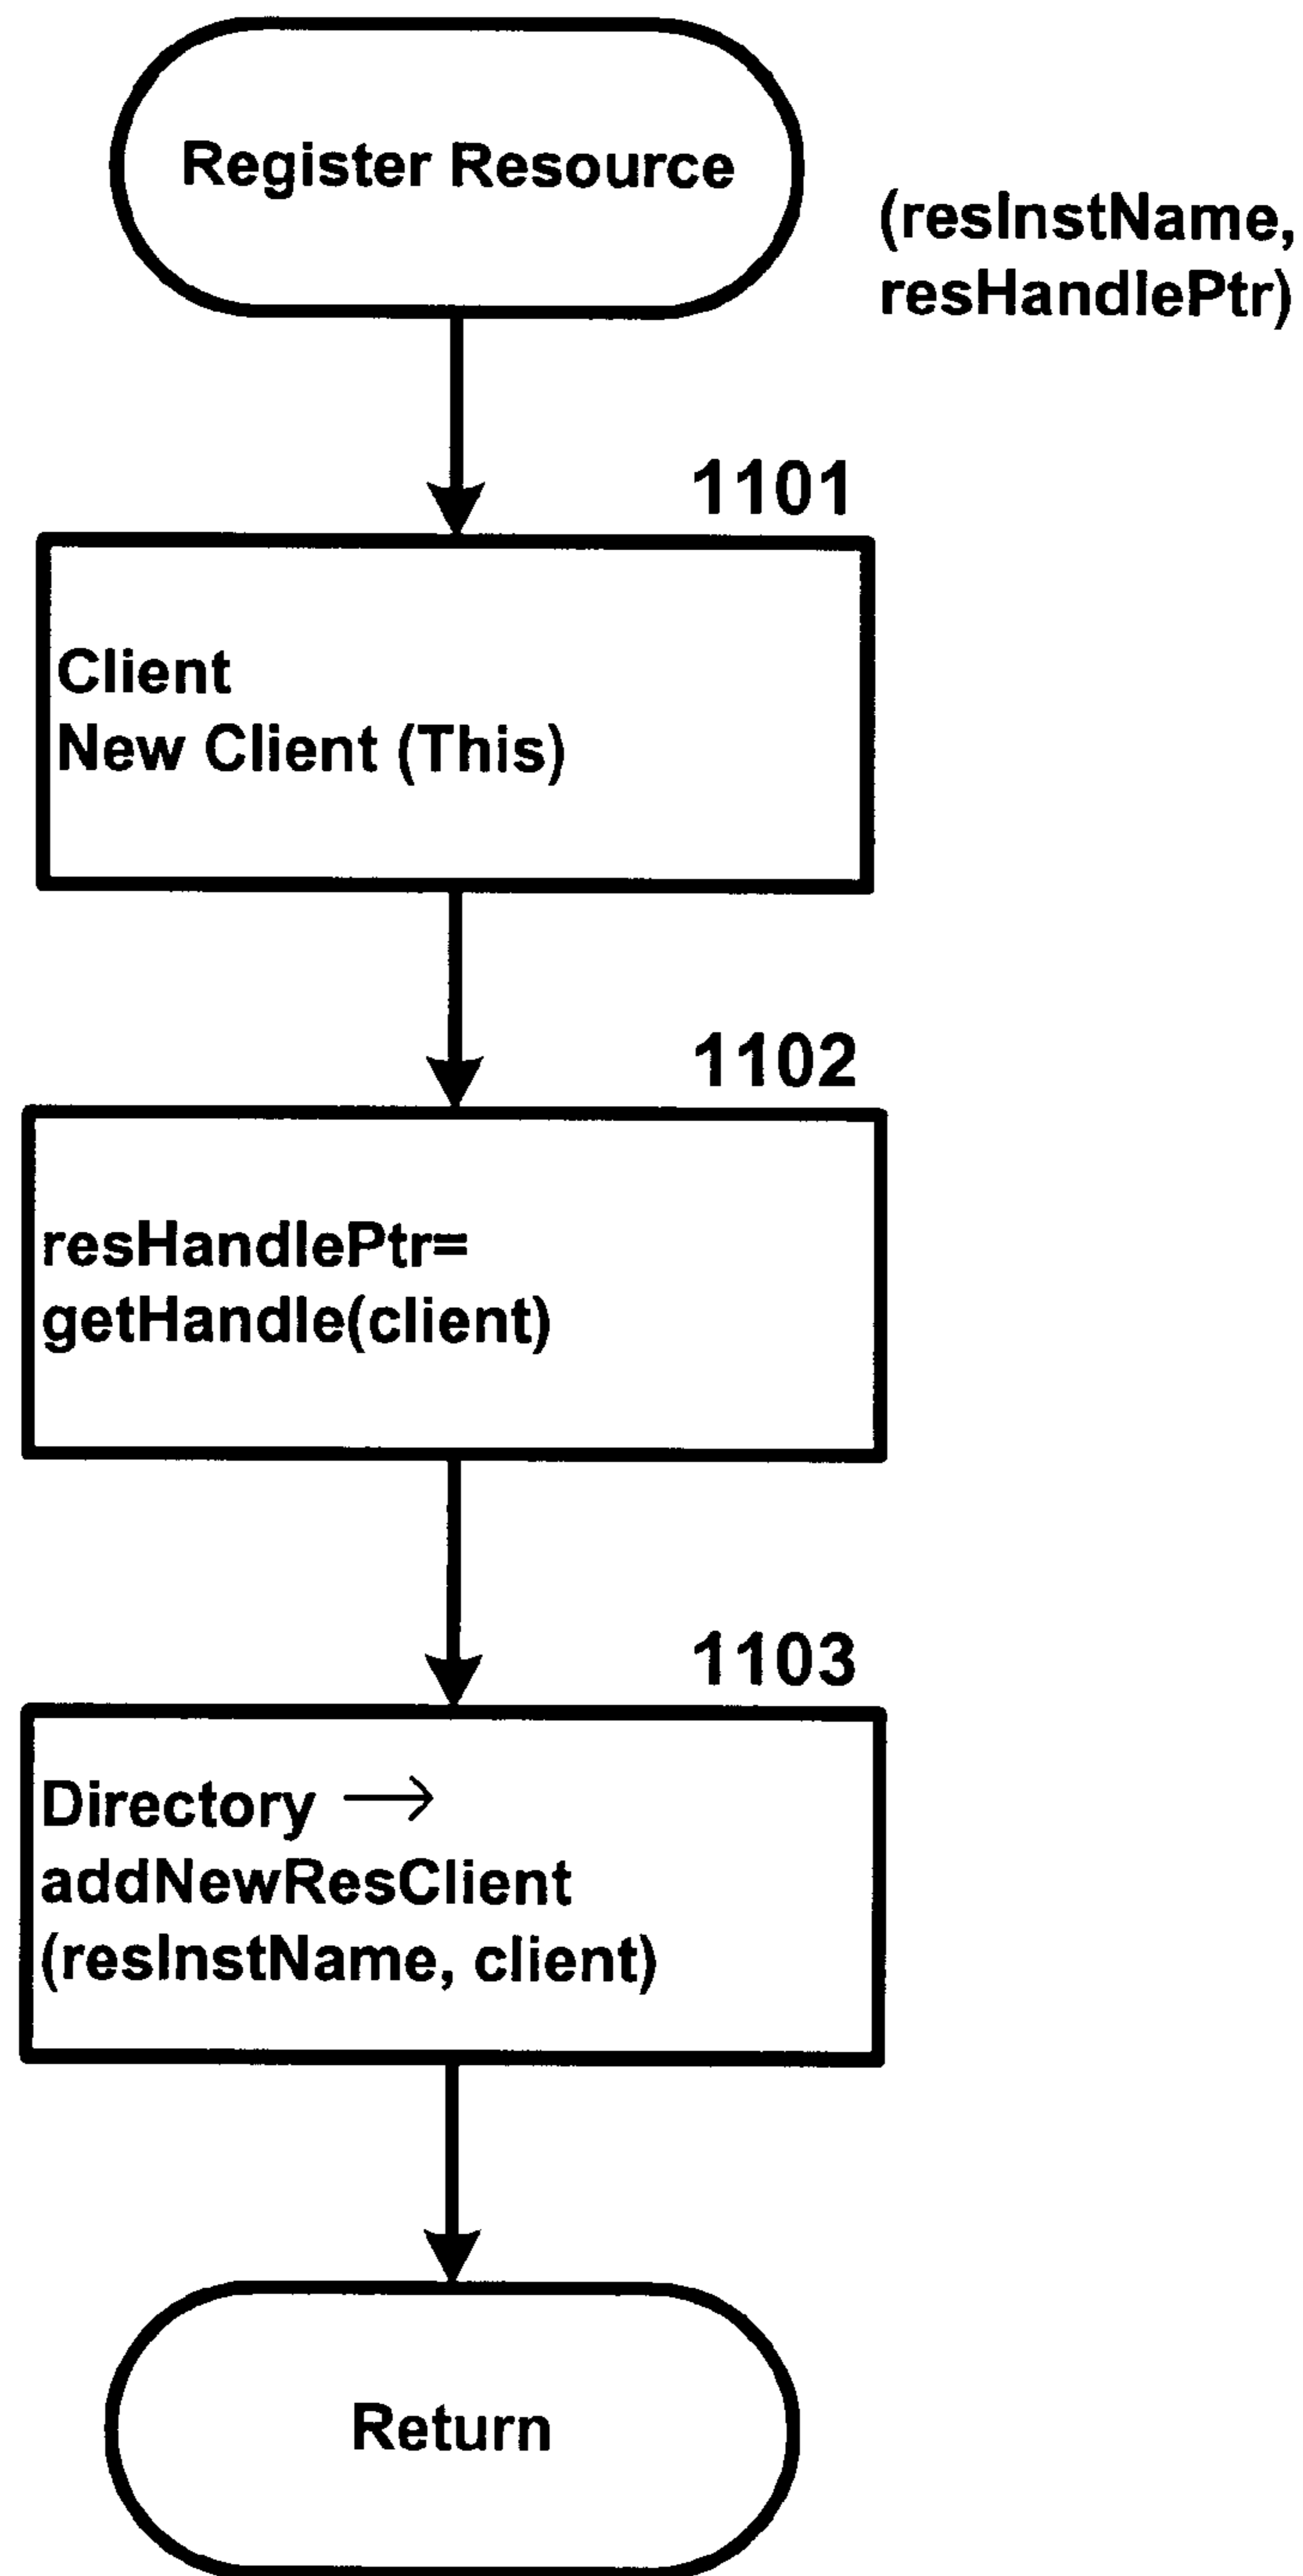 Register Resource
(resInstName,
resHandlePtr)
1101
Client
New Client (This)
1102
resHandlePtr=
getHandle(client)
1103
Directory →
addNewResClient
(resInstName, client)
Return